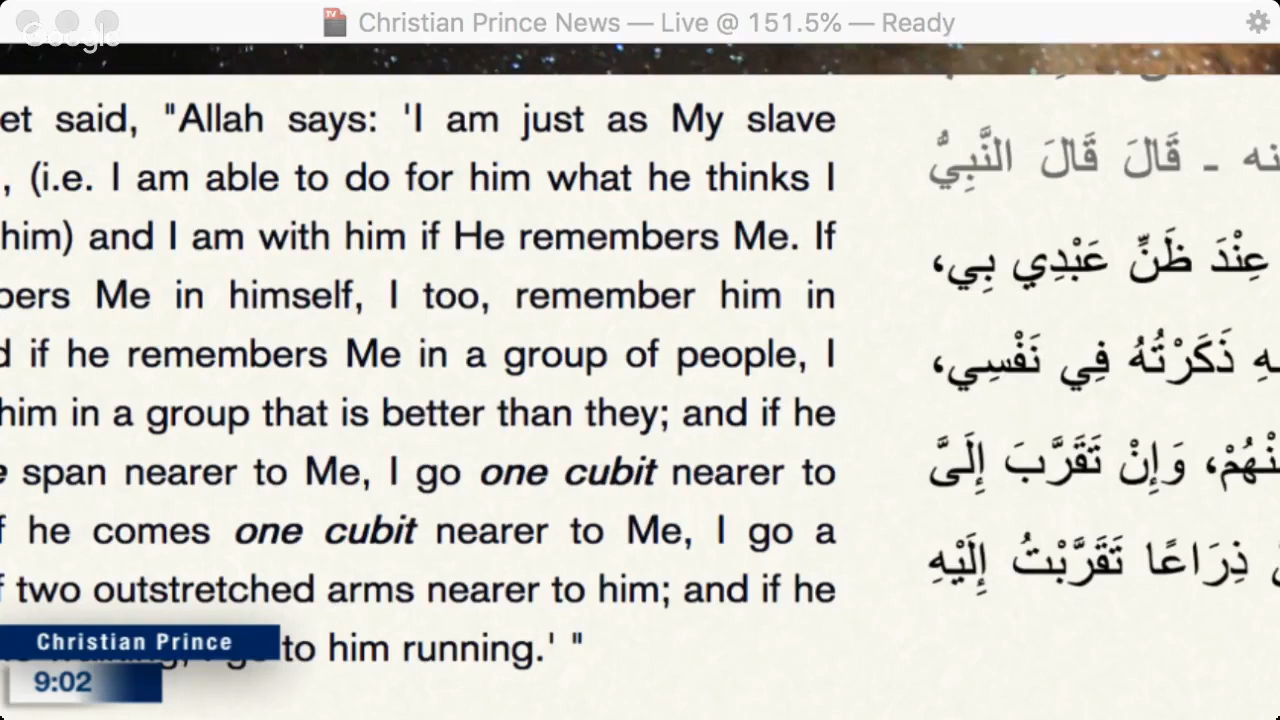 Christian Prince News — Live @ 151.5% — Ready
Google
et said, "Allah says: 'I am just as My slave
, (i.e. I am able to do for him what he thinks I
him) and I am with him if He remembers Me. If
bers Me in himself, I too, remember him in
d if he remembers Me in a group of people, I
him in a group that is better than they; and if he
e span nearer to Me, I go one cubit nearer to
f he comes one cubit nearer to Me, I go a
f two outstretched arms nearer to him; and if he
to him running.' "
نه ـ قَالَ قَالَ النَّبِيُّ
عِنْدَ ظَنِّ عَبْدِي بِي،
ذَكَرْتُهُ فِي نَفْسِي،
وَإِنْ تَقَرَّبَ إِلَىَّ
ذِرَاعًا تَقَرَّبْتُ إِلَيْهِ
Christian Prince
9:02